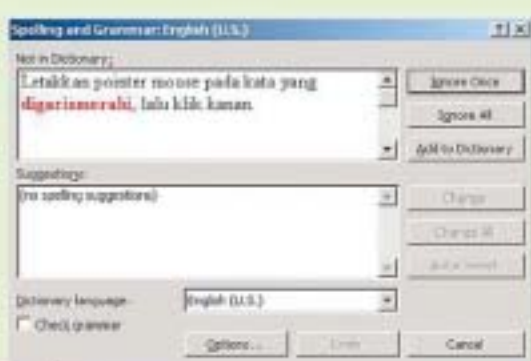 Spelling and Grammar: English (U.S.)
Not in Dictionary:
Letakkan pointer mouse pada kata yang
digarismerahi, lalu klik kanan.
Ignore Once
Ignore All
Add to Dictionary
Suggestions:
(no spelling suggestions)
Change
Change All
AutoCorrect
Dictionary language:
English (U.S.)
Check grammar
Options...
Undo
Cancel